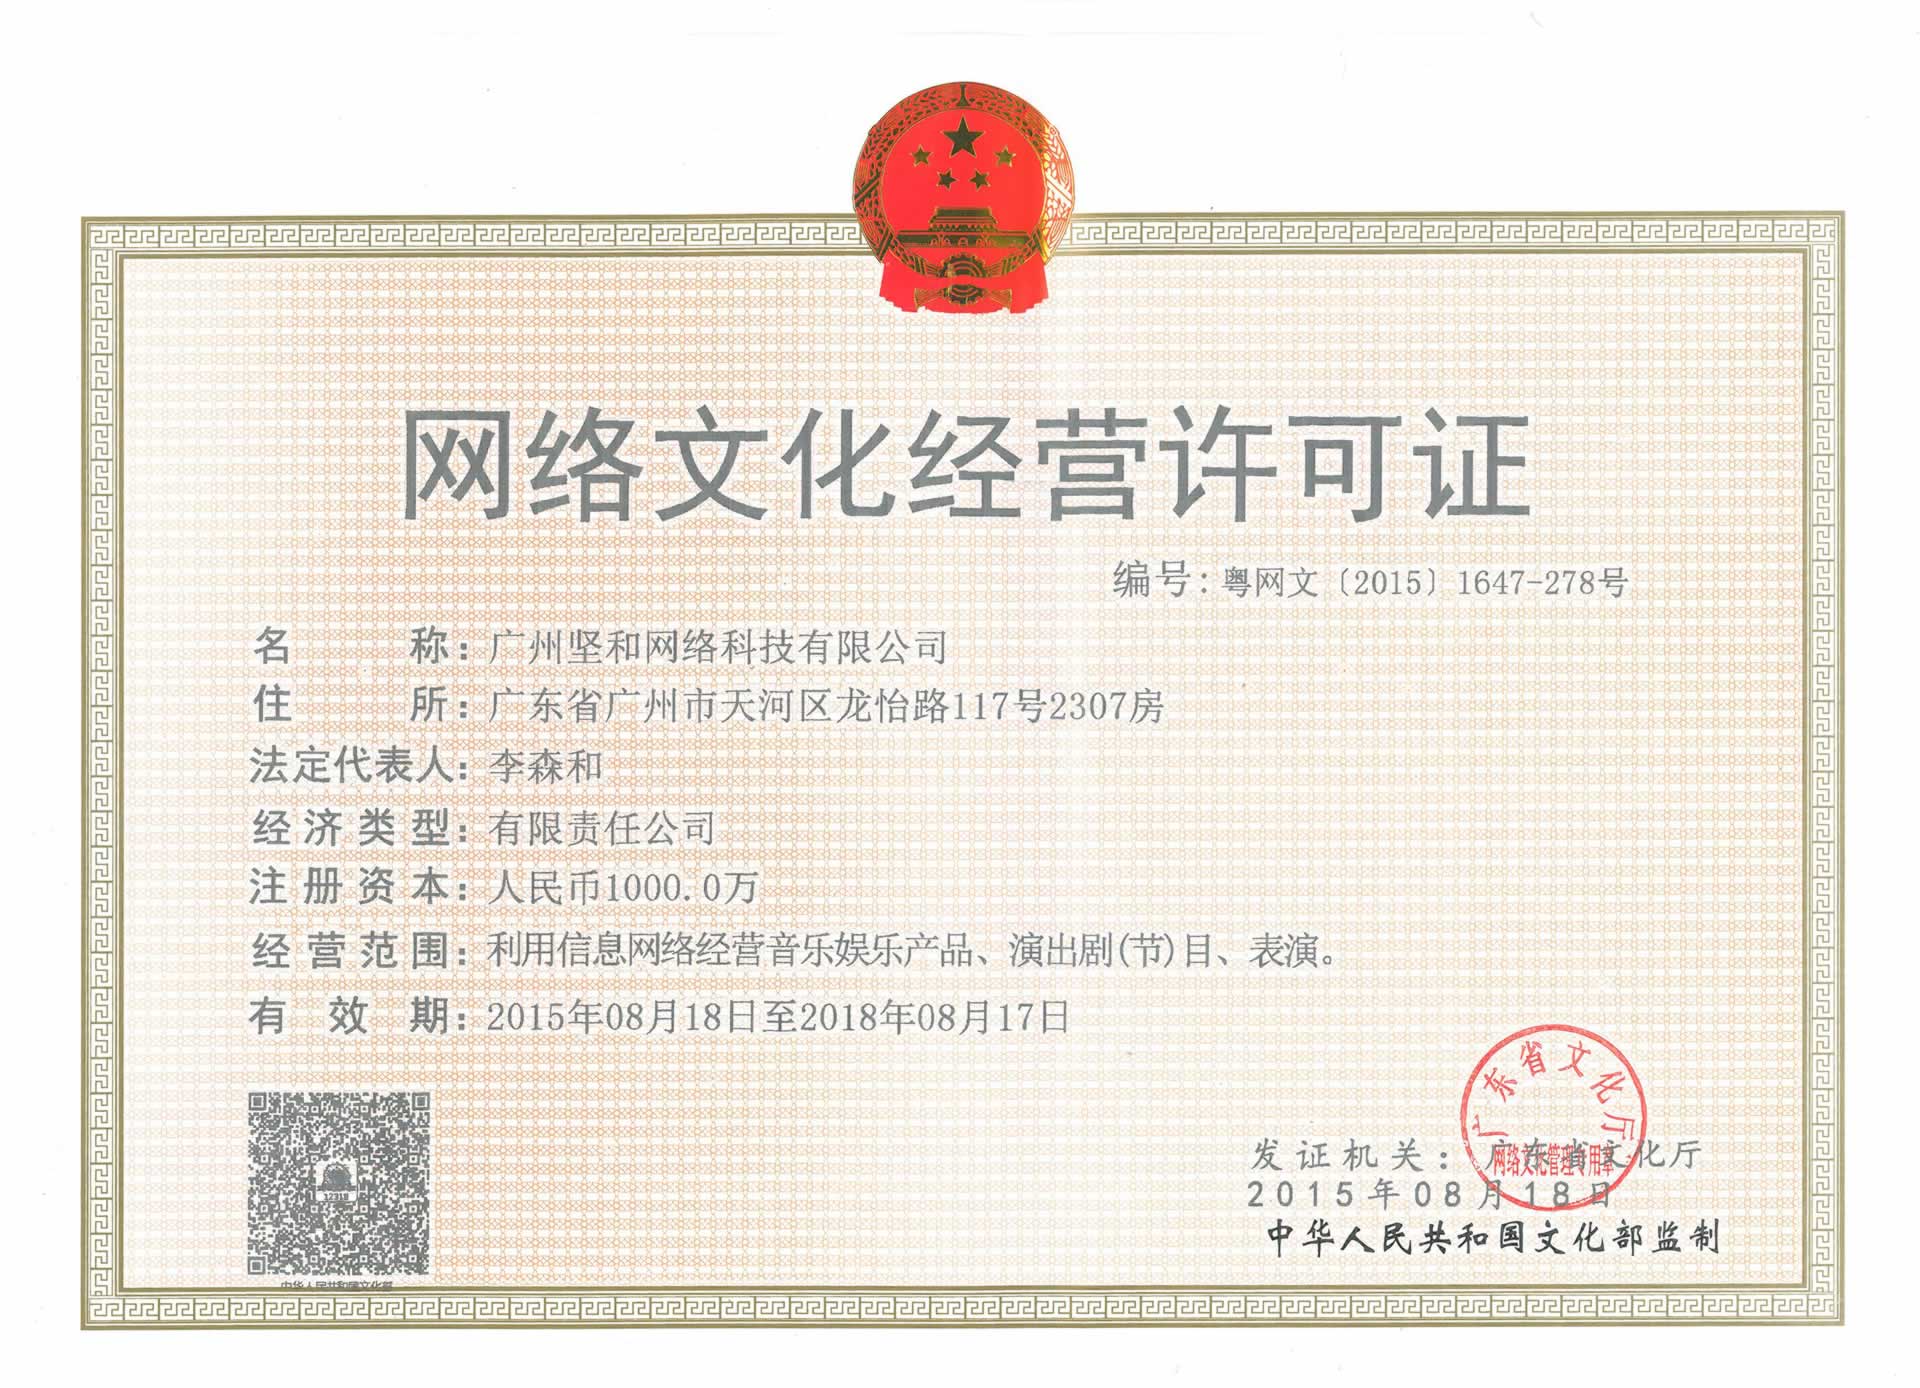 网络文化经营许可证
编号：粤网文〔2015〕1647-278号
名称：广州坚和网络科技有限公司
住所：广东省广州市天河区龙怡路117号2307房
法定代表人：李森和
经济类型：有限责任公司
注册资本：人民币1000.0万
经营范围：利用信息网络经营音乐娱乐产品、演出剧(节)目、表演。
有效期：2015年08月18日至2018年08月17日
广东省文化厅
网络文化管理专用章
发证机关：广东省文化厅
2015年08月18日
中华人民共和国文化部监制
12318
中华人民共和国文化部